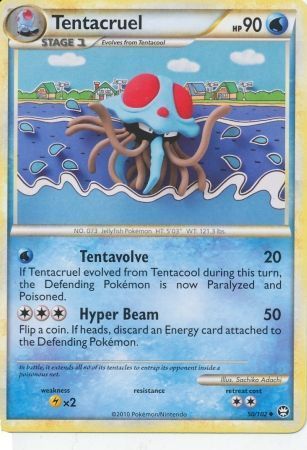 Tentacruel HP 90
STAGE 1 Evolves from Tentacool
NO. 073 Jellyfish Pokémon HT: 5'03" WT: 121.3 lbs.
Tentavolve 20
If Tentacruel evolved from Tentacool during this turn,
the Defending Pokémon is now Paralyzed and
Poisoned.
Hyper Beam 50
Flip a coin. If heads, discard an Energy card attached
to the Defending Pokémon.
In battle, it extends all 80 of its tentacles to entrap its opponent inside a
poisonous net.
Illus. Sachiko Adachi
weakness resistance retreat cost
×2
©2010 Pokémon/Nintendo 50/102